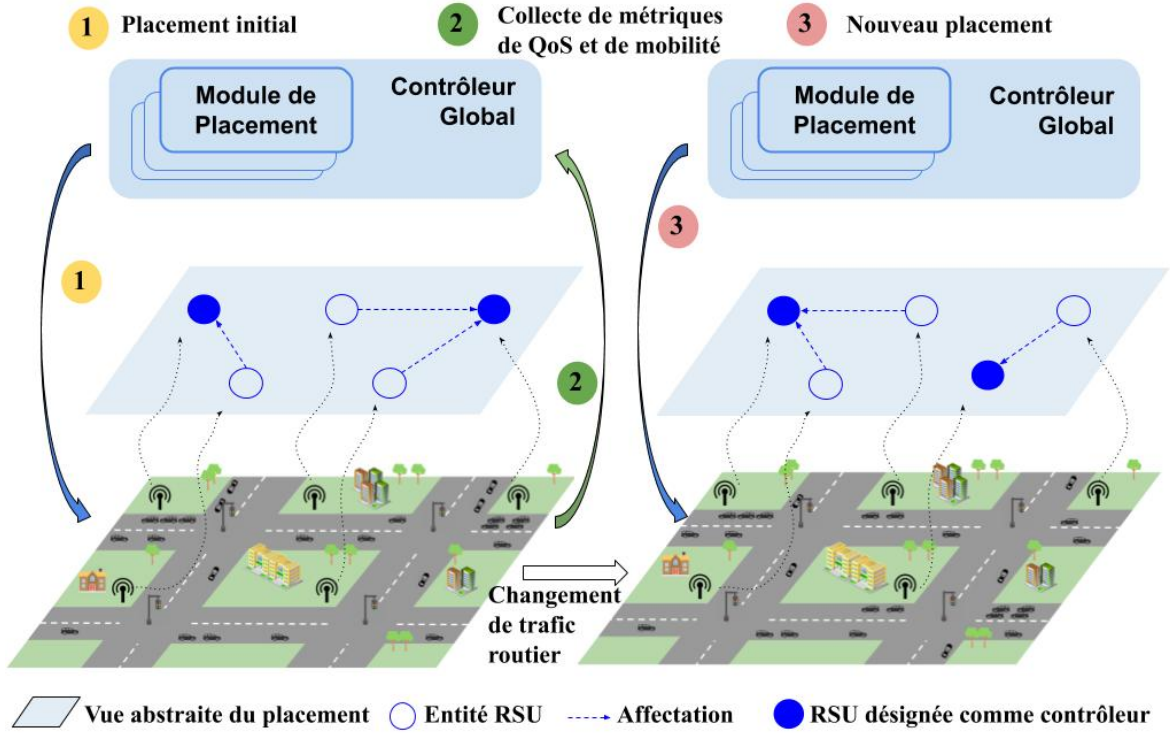 1 Placement initial
2 Collecte de métriques
de QoS et de mobilité
3 Nouveau placement
Module de
Placement
Contrôleur
Global
Module de
Placement
Contrôleur
Global
1
2
3
Changement
de trafic
routier
Vue abstraite du placement
Entité RSU
Affectation
RSU désignée comme contrôleur